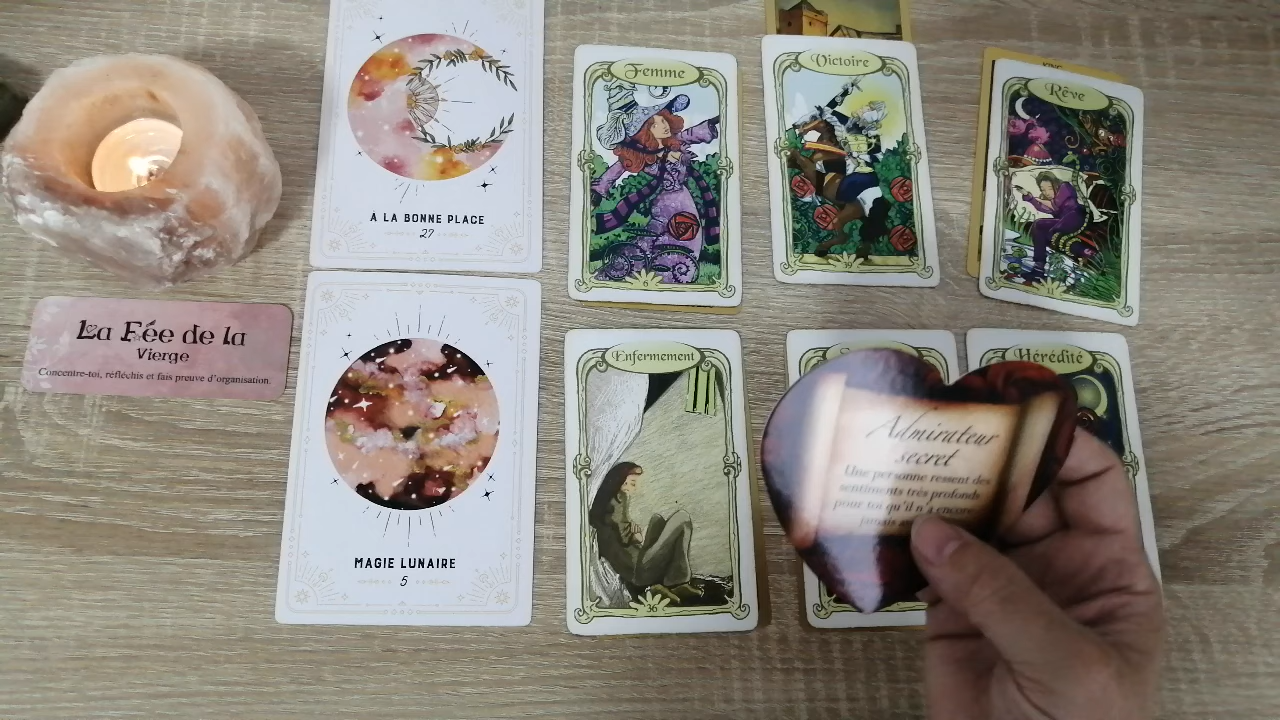 À LA BONNE PLACE
27
Femme
6
Victoire
39
Rêve
La Fée de la
Vierge
Concentre-toi, réfléchis et fais preuve d'organisation.
MAGIE LUNAIRE
5
Enfermement
36
Hérédité
Admirateur
secret
Une personne ressent des
sentiments très profonds
pour toi qu'il n'a encore
jamais